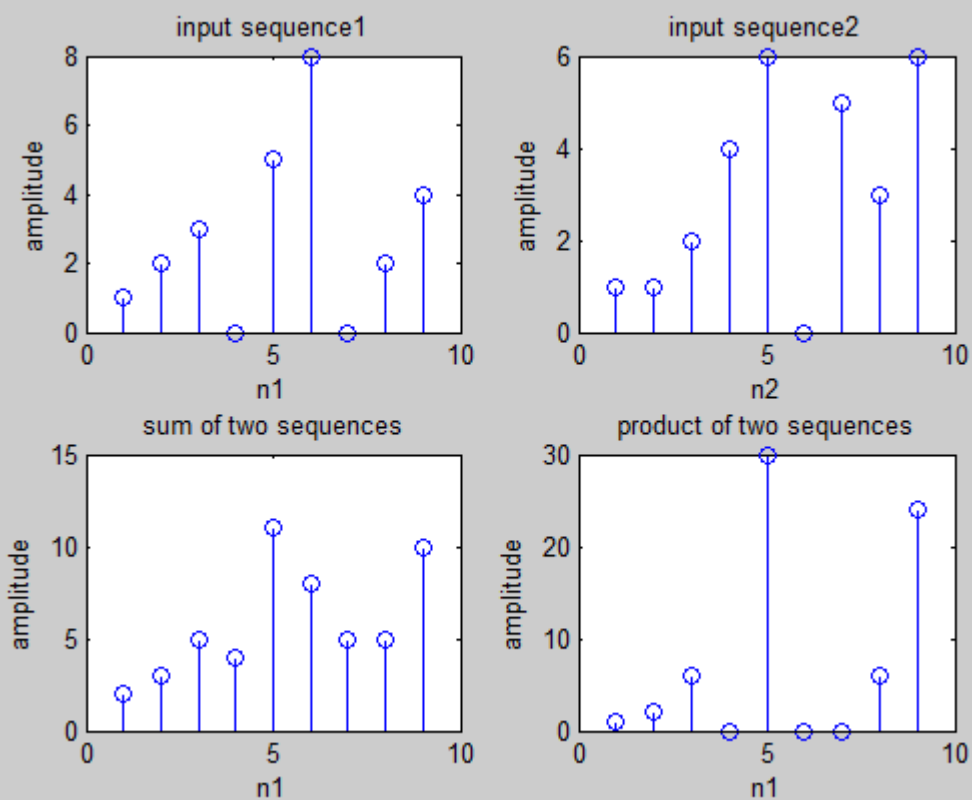 input sequence1
8
6
4
2
0
amplitude
0 5 10
n1
input sequence2
6
4
2
0
amplitude
0 5 10
n2
sum of two sequences
15
10
5
0
amplitude
0 5 10
n1
product of two sequences
30
20
10
0
amplitude
0 5 10
n1